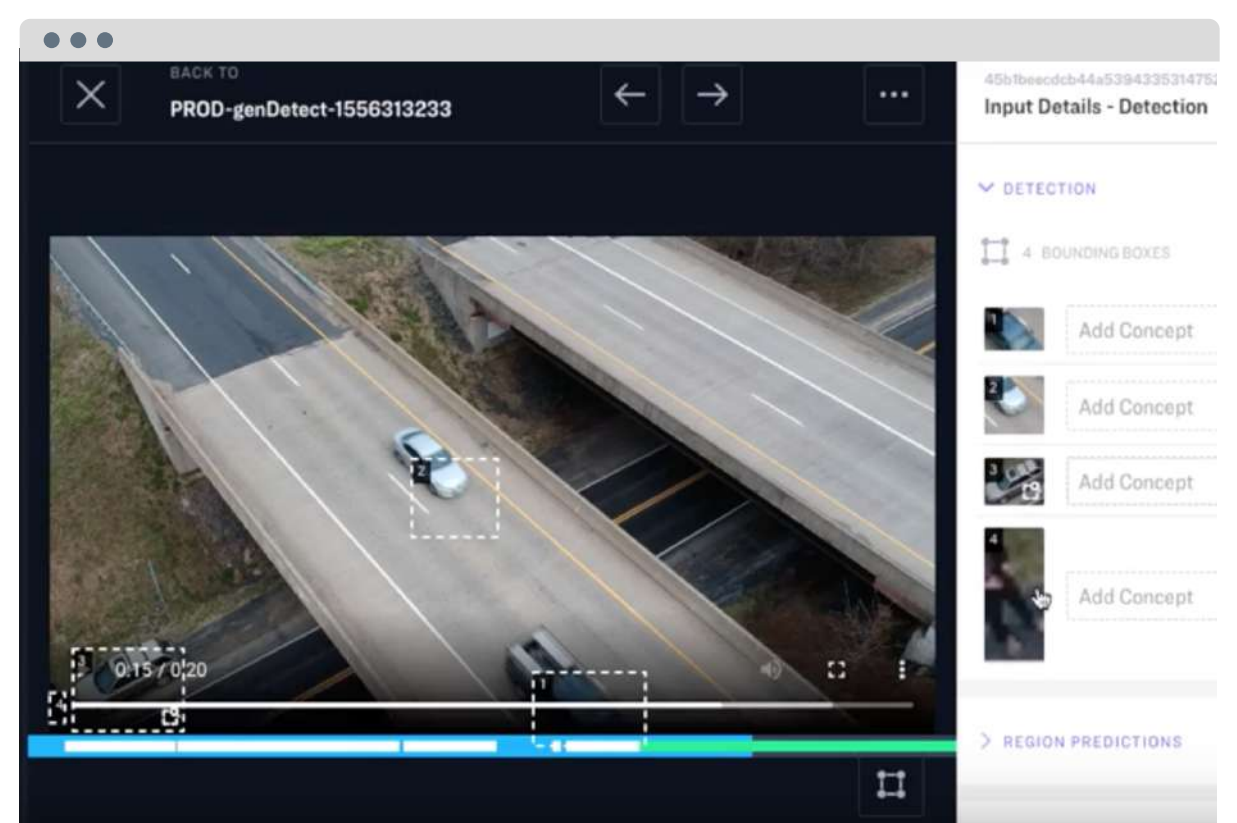 BACK TO
PROD-genDetect-1556313233
45b1beecdcb44a5394335314752
Input Details - Detection
DETECTION
4 BOUNDING BOXES
1
Add Concept
2
Add Concept
3
Add Concept
4
Add Concept
REGION PREDICTIONS
2
3
0:15 / 0:20
4
1